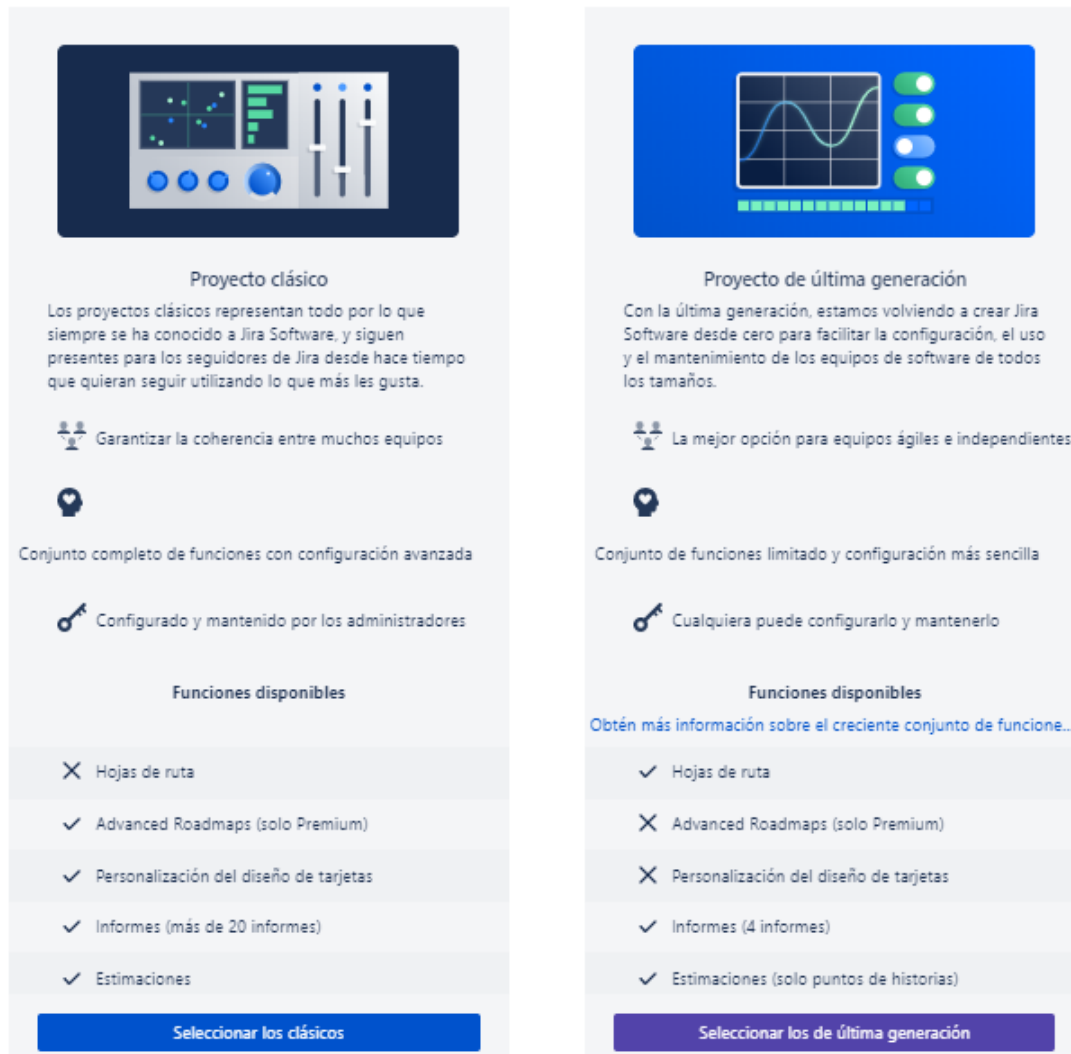 Proyecto clásico
Los proyectos clásicos representan todo por lo que
siempre se ha conocido a Jira Software, y siguen
presentes para los seguidores de Jira desde hace tiempo
que quieran seguir utilizando lo que más les gusta.
Garantizar la coherencia entre muchos equipos
Conjunto completo de funciones con configuración avanzada
Configurado y mantenido por los administradores
Funciones disponibles
Hojas de ruta
Advanced Roadmaps (solo Premium)
Personalización del diseño de tarjetas
Informes (más de 20 informes)
Estimaciones
Seleccionar los clásicos
Proyecto de última generación
Con la última generación, estamos volviendo a crear Jira
Software desde cero para facilitar la configuración, el uso
y el mantenimiento de los equipos de software de todos
los tamaños.
La mejor opción para equipos ágiles e independientes
Conjunto de funciones limitado y configuración más sencilla
Cualquiera puede configurarlo y mantenerlo
Funciones disponibles
Obtén más información sobre el creciente conjunto de funcione...
Hojas de ruta
Advanced Roadmaps (solo Premium)
Personalización del diseño de tarjetas
Informes (4 informes)
Estimaciones (solo puntos de historias)
Seleccionar los de última generación